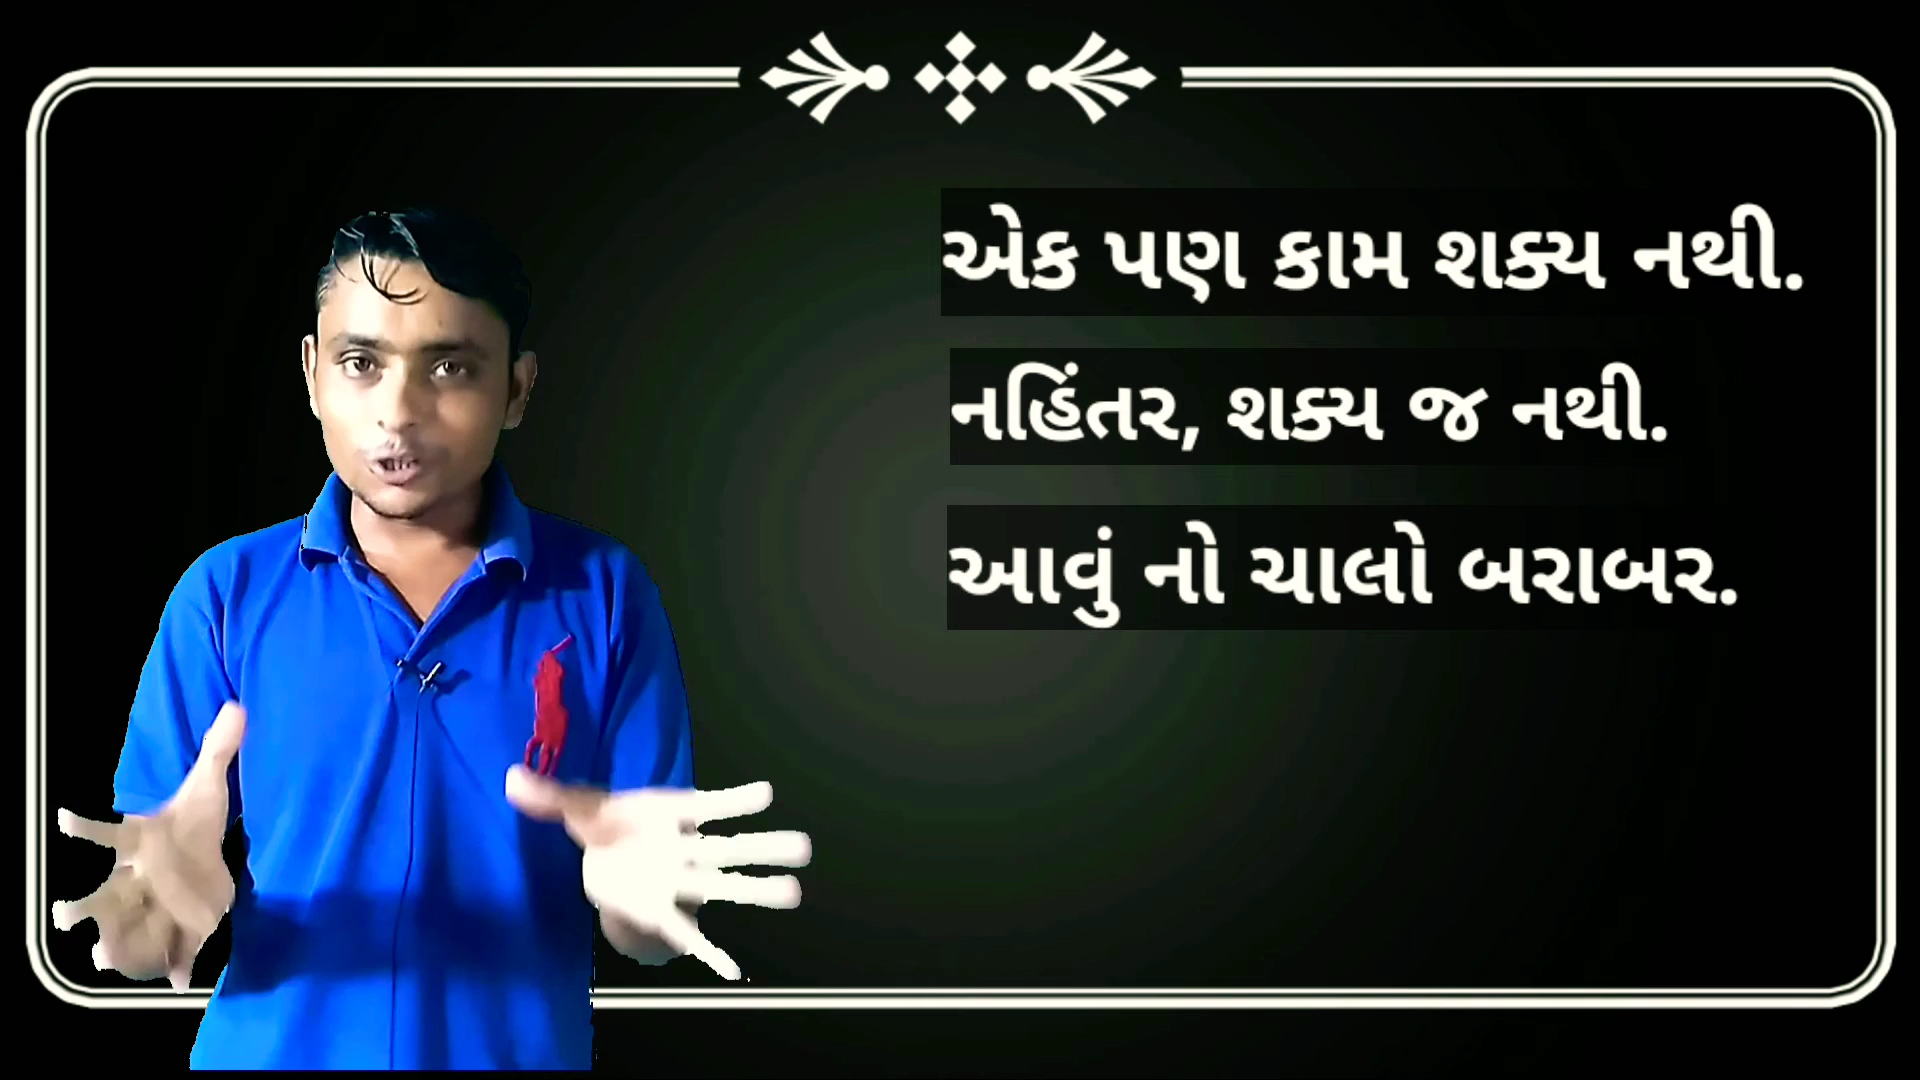 એક પણ કામ શક્ય નથી.
નહિંતર, શક્ય જ નથી.
આવું નો ચાલો બરાબર.